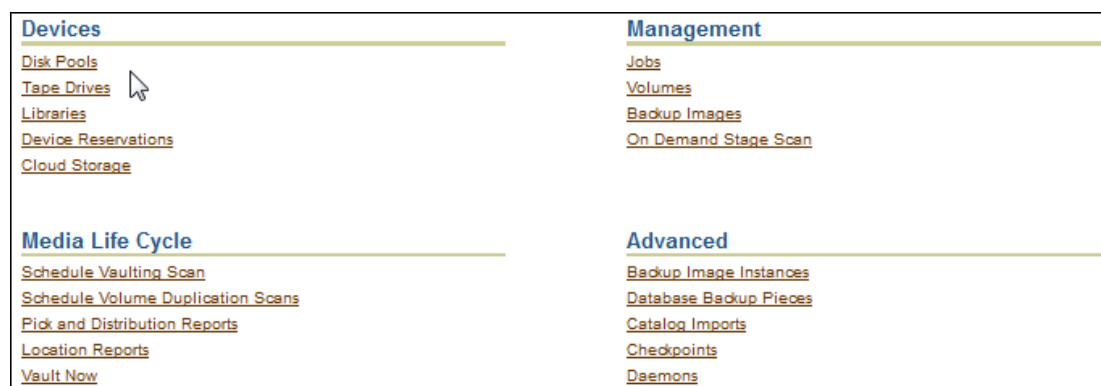 Devices
Disk Pools
Tape Drives
Libraries
Device Reservations
Cloud Storage
Management
Jobs
Volumes
Backup Images
On Demand Stage Scan
Media Life Cycle
Schedule Vaulting Scan
Schedule Volume Duplication Scans
Pick and Distribution Reports
Location Reports
Vault Now
Advanced
Backup Image Instances
Database Backup Pieces
Catalog Imports
Checkpoints
Daemons